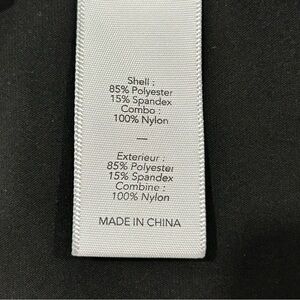 Shell :
85% Polyester
15% Spandex
Combo :
100% Nylon
—
Exterieur :
85% Polyester
15% Spandex
Combine :
100% Nylon
MADE IN CHINA